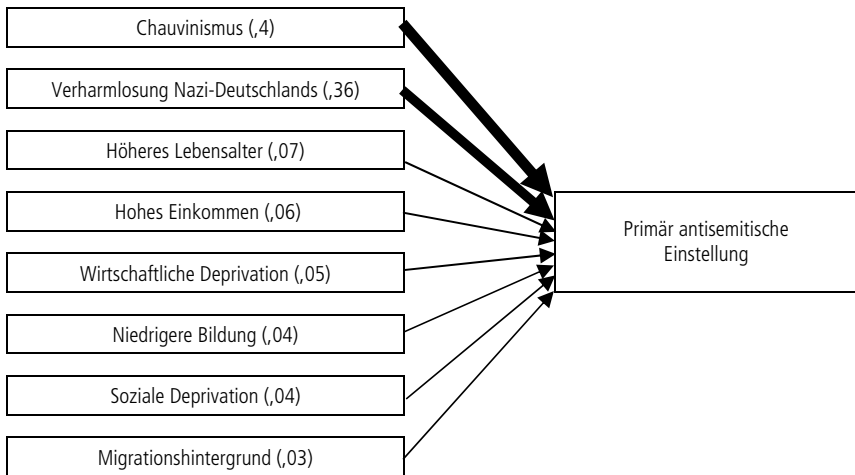 Chauvinismus (,4)
Verharmlosung Nazi-Deutschlands (,36)
Höheres Lebensalter (,07)
Hohes Einkommen (,06)
Wirtschaftliche Deprivation (,05)
Niedrigere Bildung (,04)
Soziale Deprivation (,04)
Migrationshintergrund (,03)
Primär antisemitische
Einstellung